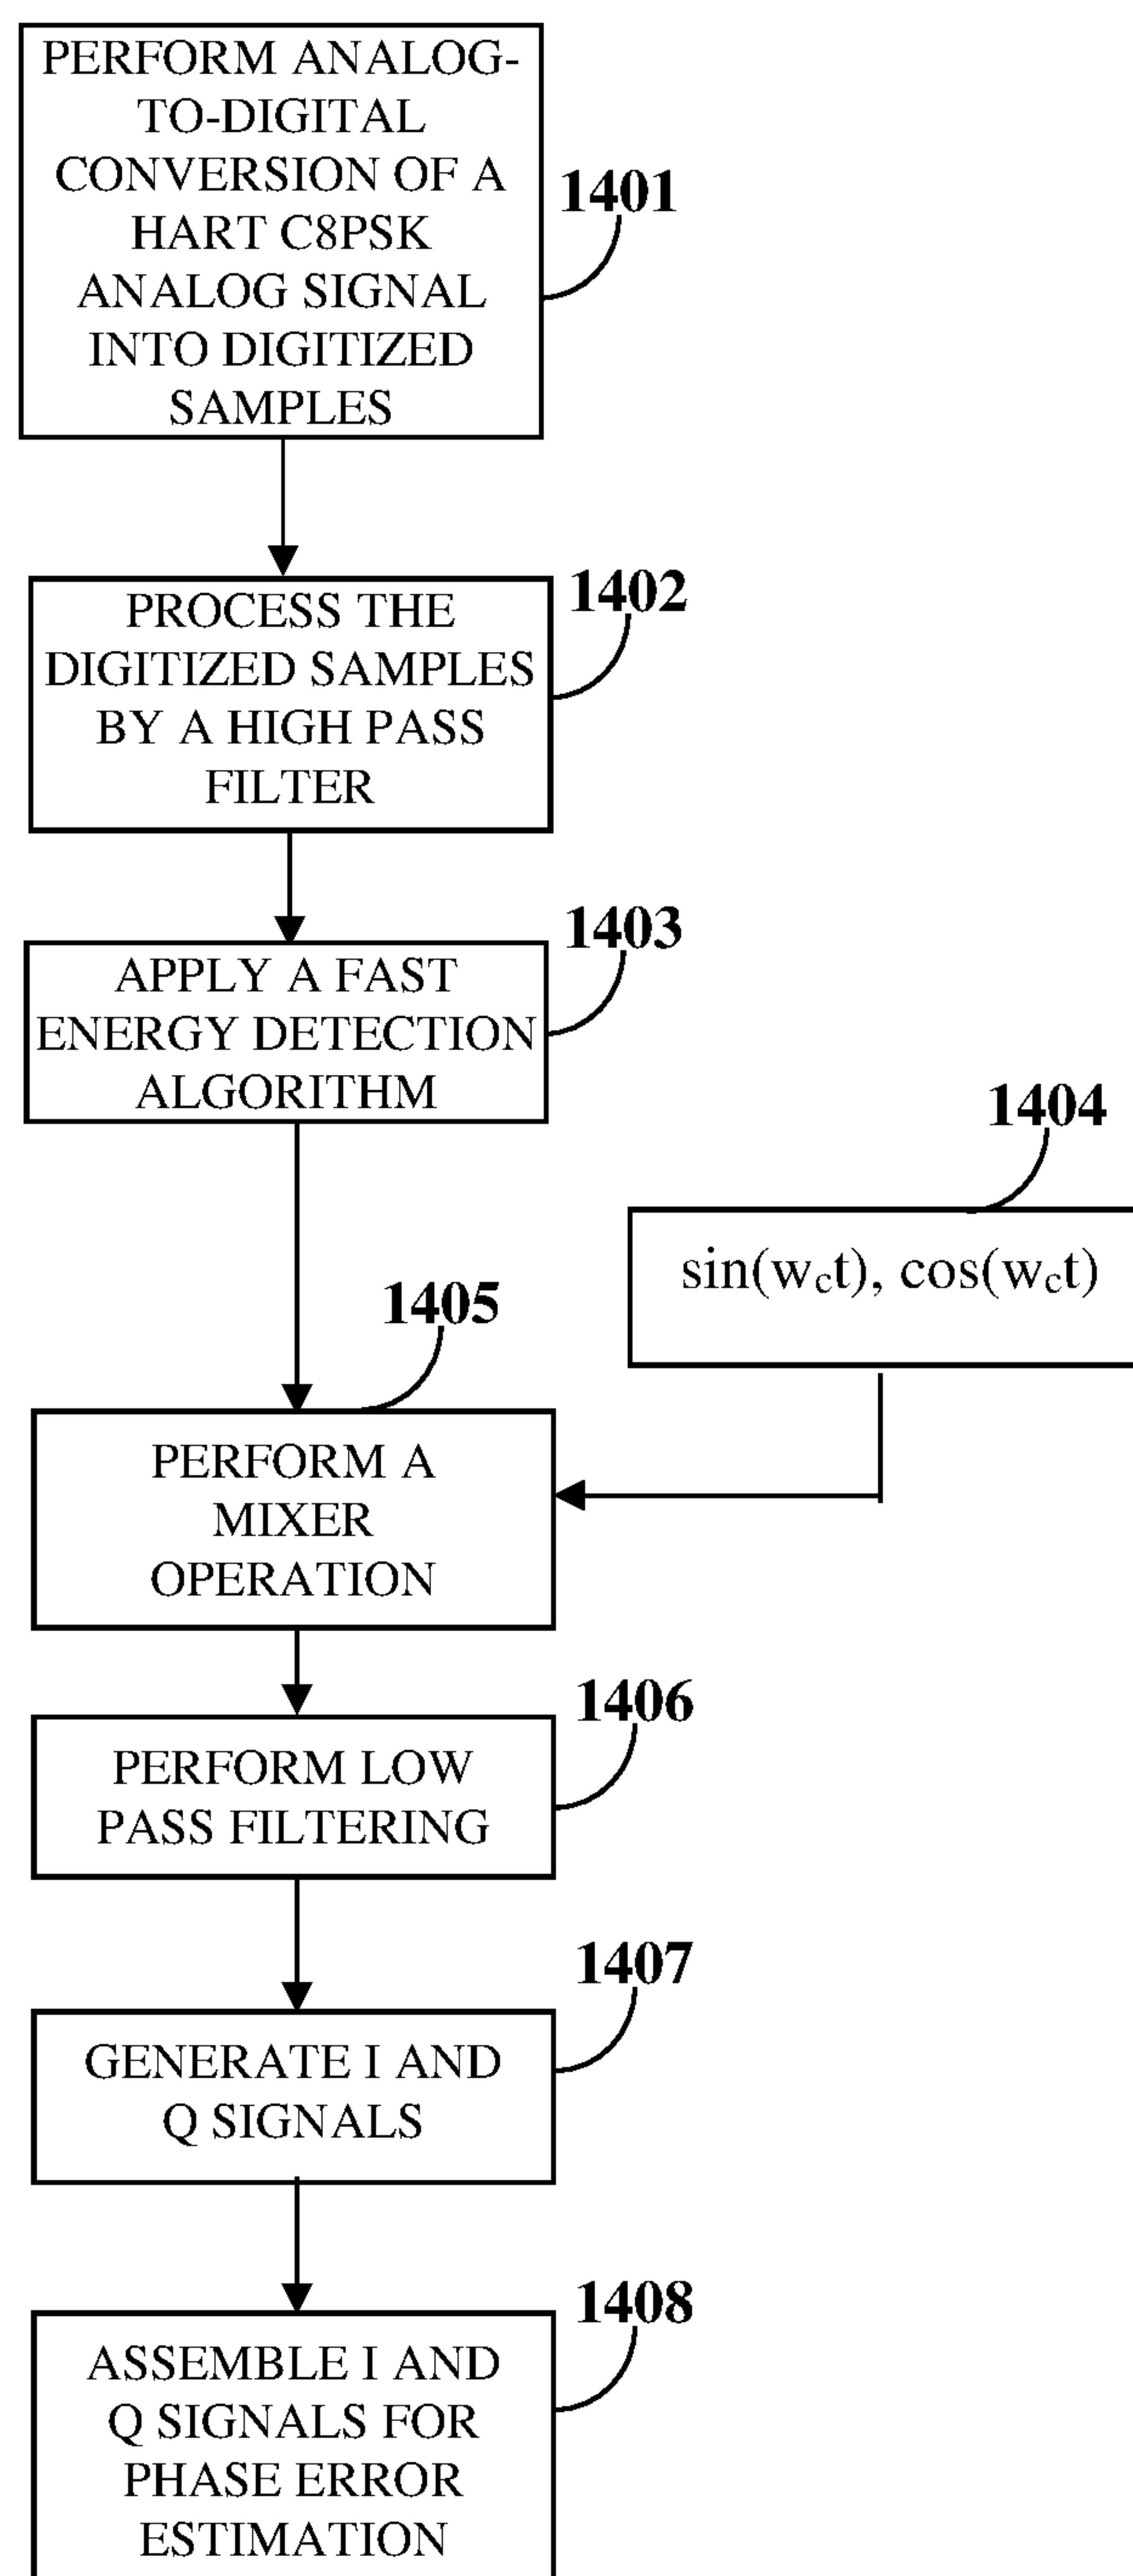 PERFORM ANALOG-
TO-DIGITAL
CONVERSION OF A
HART C8PSK
ANALOG SIGNAL
INTO DIGITIZED
SAMPLES
1401
1402
PROCESS THE
DIGITIZED SAMPLES
BY A HIGH PASS
FILTER
1403
APPLY A FAST
ENERGY DETECTION
ALGORITHM
1404
sin(w꜀t), cos(w꜀t)
1405
PERFORM A
MIXER
OPERATION
1406
PERFORM LOW
PASS FILTERING
1407
GENERATE I AND
Q SIGNALS
1408
ASSEMBLE I AND
Q SIGNALS FOR
PHASE ERROR
ESTIMATION